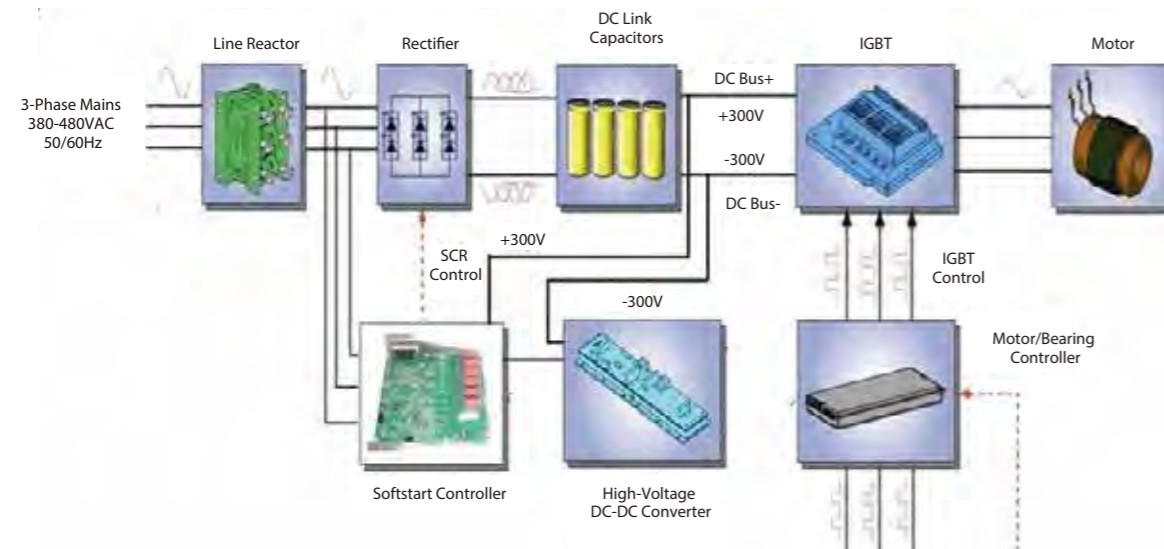 Line Reactor
Rectifier
DC Link
Capacitors
IGBT
Motor
3-Phase Mains
380-480VAC
50/60Hz
DC Bus+
+300V
-300V
DC Bus-
SCR
Control
+300V
-300V
IGBT
Control
Motor/Bearing
Controller
Softstart Controller
High-Voltage
DC-DC Converter